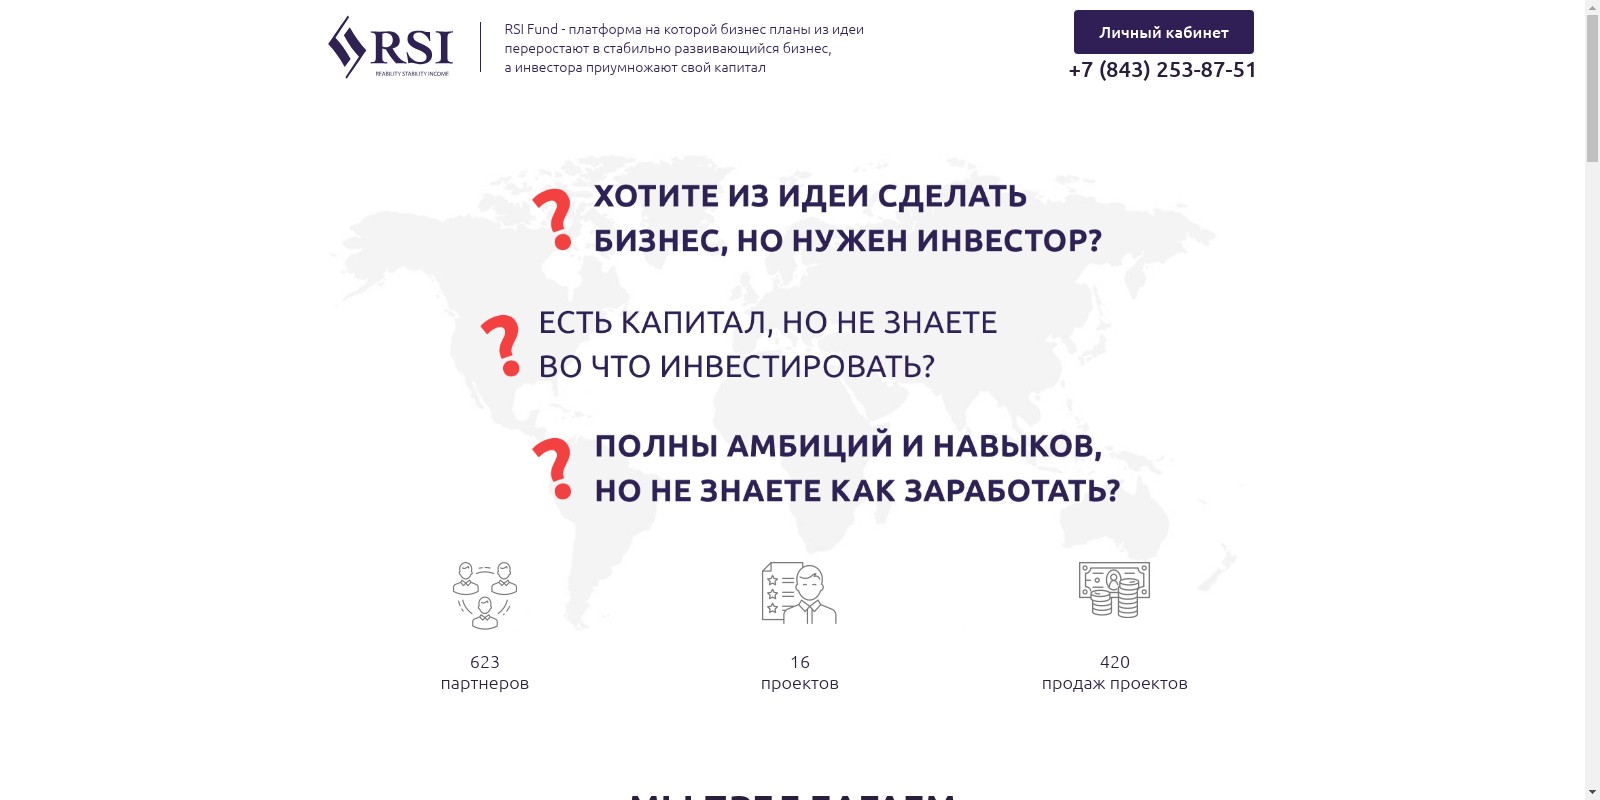 RSI
REABILITY STABILITY INCOME
RSI Fund - платформа на которой бизнес планы из идеи
переростают в стабильно развивающийся бизнес,
а инвестора приумножают свой капитал
Личный кабинет
+7 (843) 253-87-51
ХОТИТЕ ИЗ ИДЕИ СДЕЛАТЬ
БИЗНЕС, НО НУЖЕН ИНВЕСТОР?
ЕСТЬ КАПИТАЛ, НО НЕ ЗНАЕТЕ
ВО ЧТО ИНВЕСТИРОВАТЬ?
ПОЛНЫ АМБИЦИЙ И НАВЫКОВ,
НО НЕ ЗНАЕТЕ КАК ЗАРАБОТАТЬ?
623
партнеров
16
проектов
420
продаж проектов
МЫ ПРЕДЛАГАЕМ